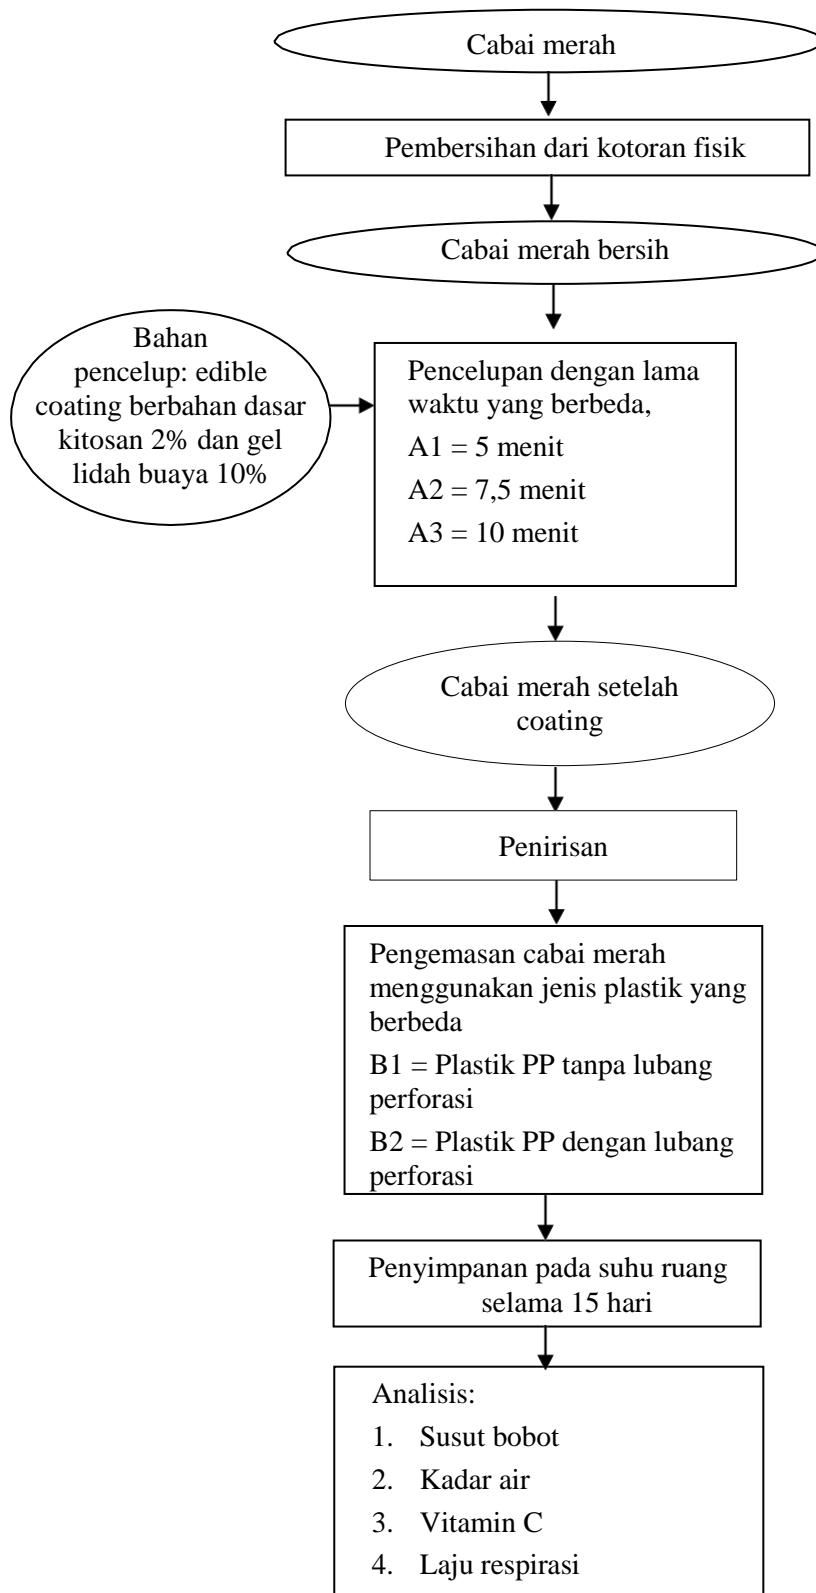 Cabai merah
Pembersihan dari kotoran fisik
Cabai merah bersih
Bahan
pencelup: edible
coating berbahan dasar
kitosan 2% dan gel
lidah buaya 10%
Pencelupan dengan lama
waktu yang berbeda,
A1 = 5 menit
A2 = 7,5 menit
A3 = 10 menit
Cabai merah setelah
coating
Penirisan
Pengemasan cabai merah
menggunakan jenis plastik yang
berbeda
B1 = Plastik PP tanpa lubang
perforasi
B2 = Plastik PP dengan lubang
perforasi
Penyimpanan pada suhu ruang
selama 15 hari
Analisis:
1. Susut bobot
2. Kadar air
3. Vitamin C
4. Laju respirasi